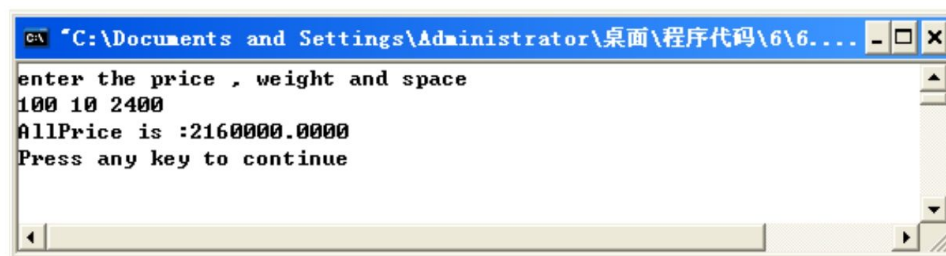 "C:\Documents and Settings\Administrator\桌面\程序代码\6\6....
enter the price , weight and space
100 10 2400
AllPrice is :2160000.0000
Press any key to continue